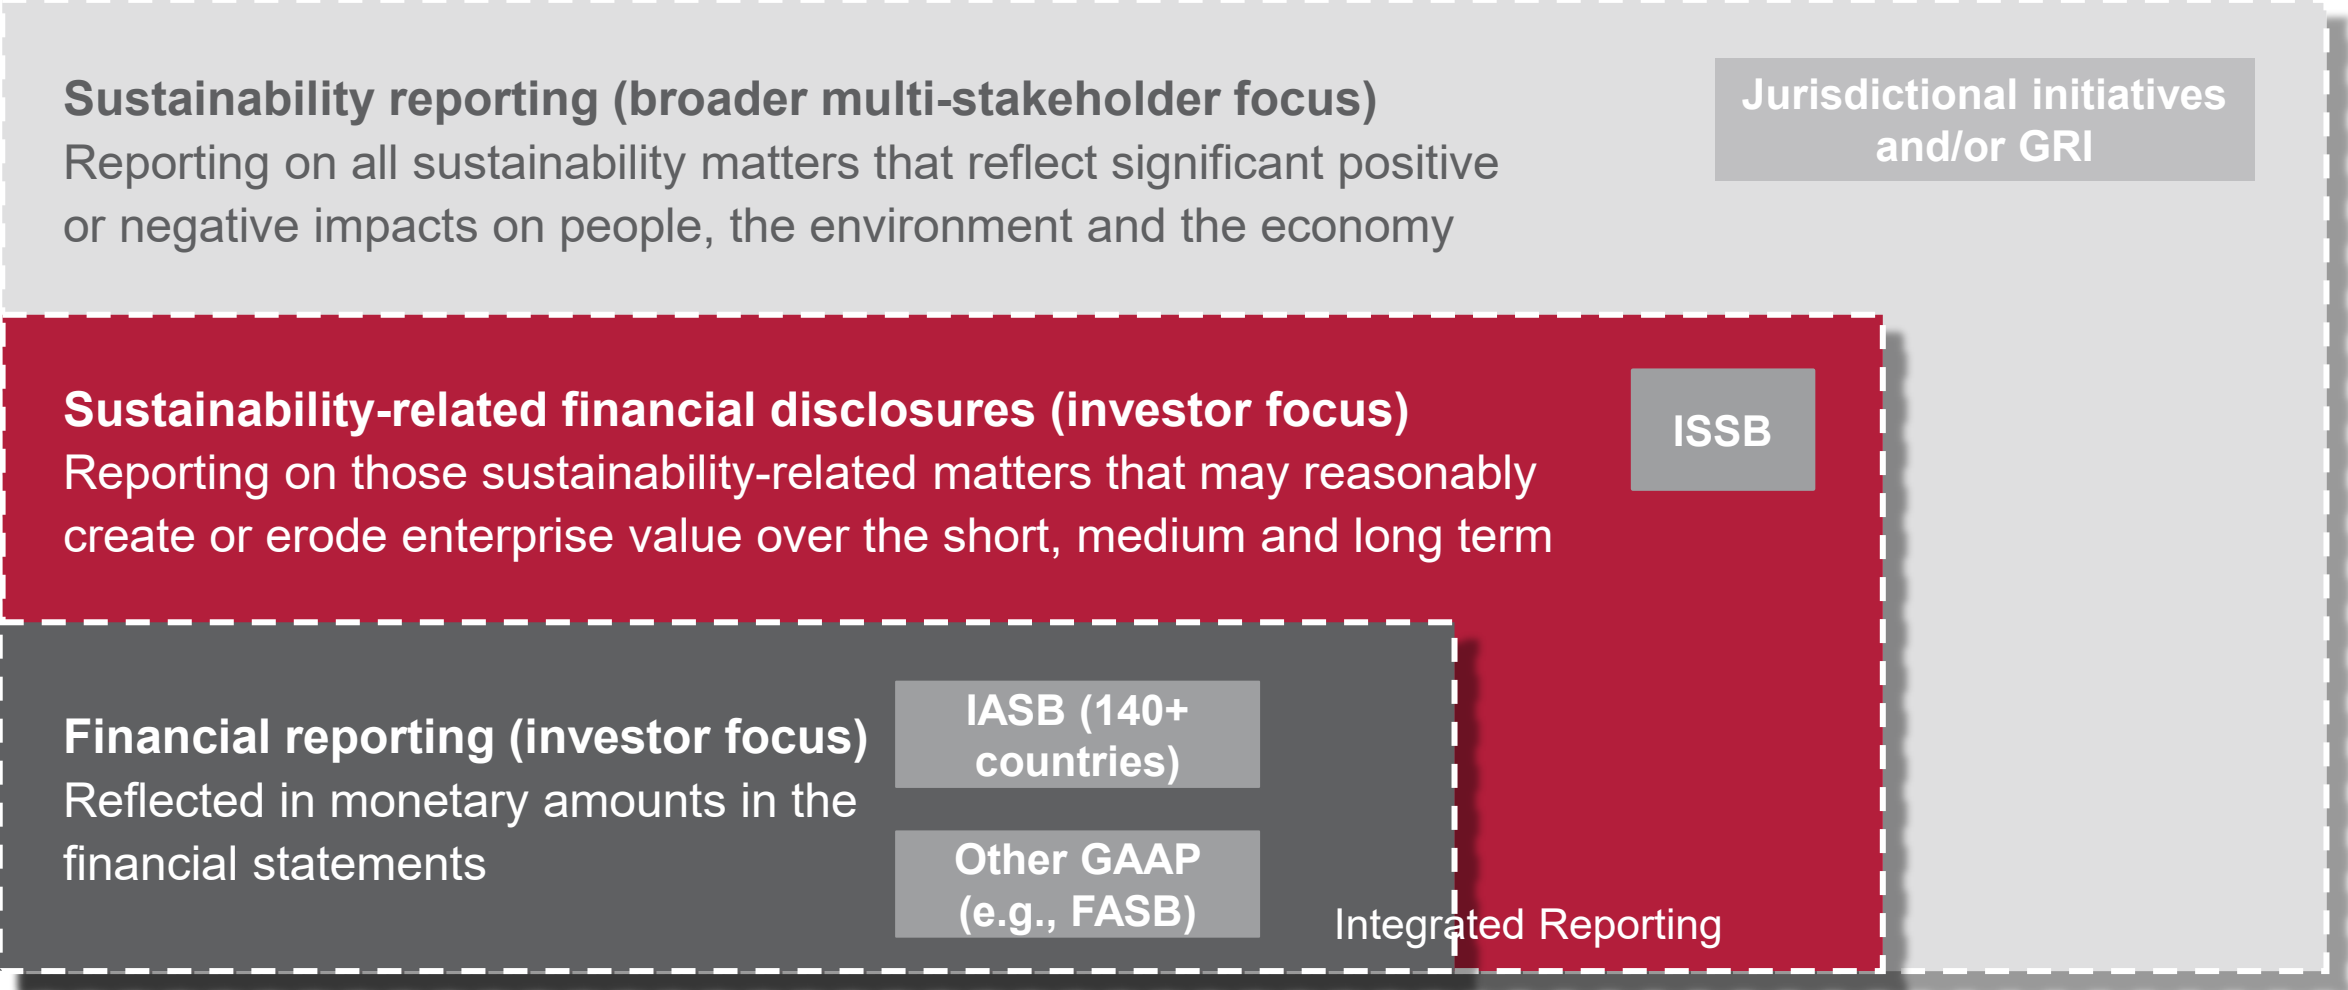 Sustainability reporting (broader multi-stakeholder focus)
Reporting on all sustainability matters that reflect significant positive
or negative impacts on people, the environment and the economy
Jurisdictional initiatives
and/or GRI
Sustainability-related financial disclosures (investor focus)
Reporting on those sustainability-related matters that may reasonably
create or erode enterprise value over the short, medium and long term
ISSB
Financial reporting (investor focus)
Reflected in monetary amounts in the
financial statements
IASB (140+
countries)
Other GAAP
(e.g., FASB)
Integrated Reporting